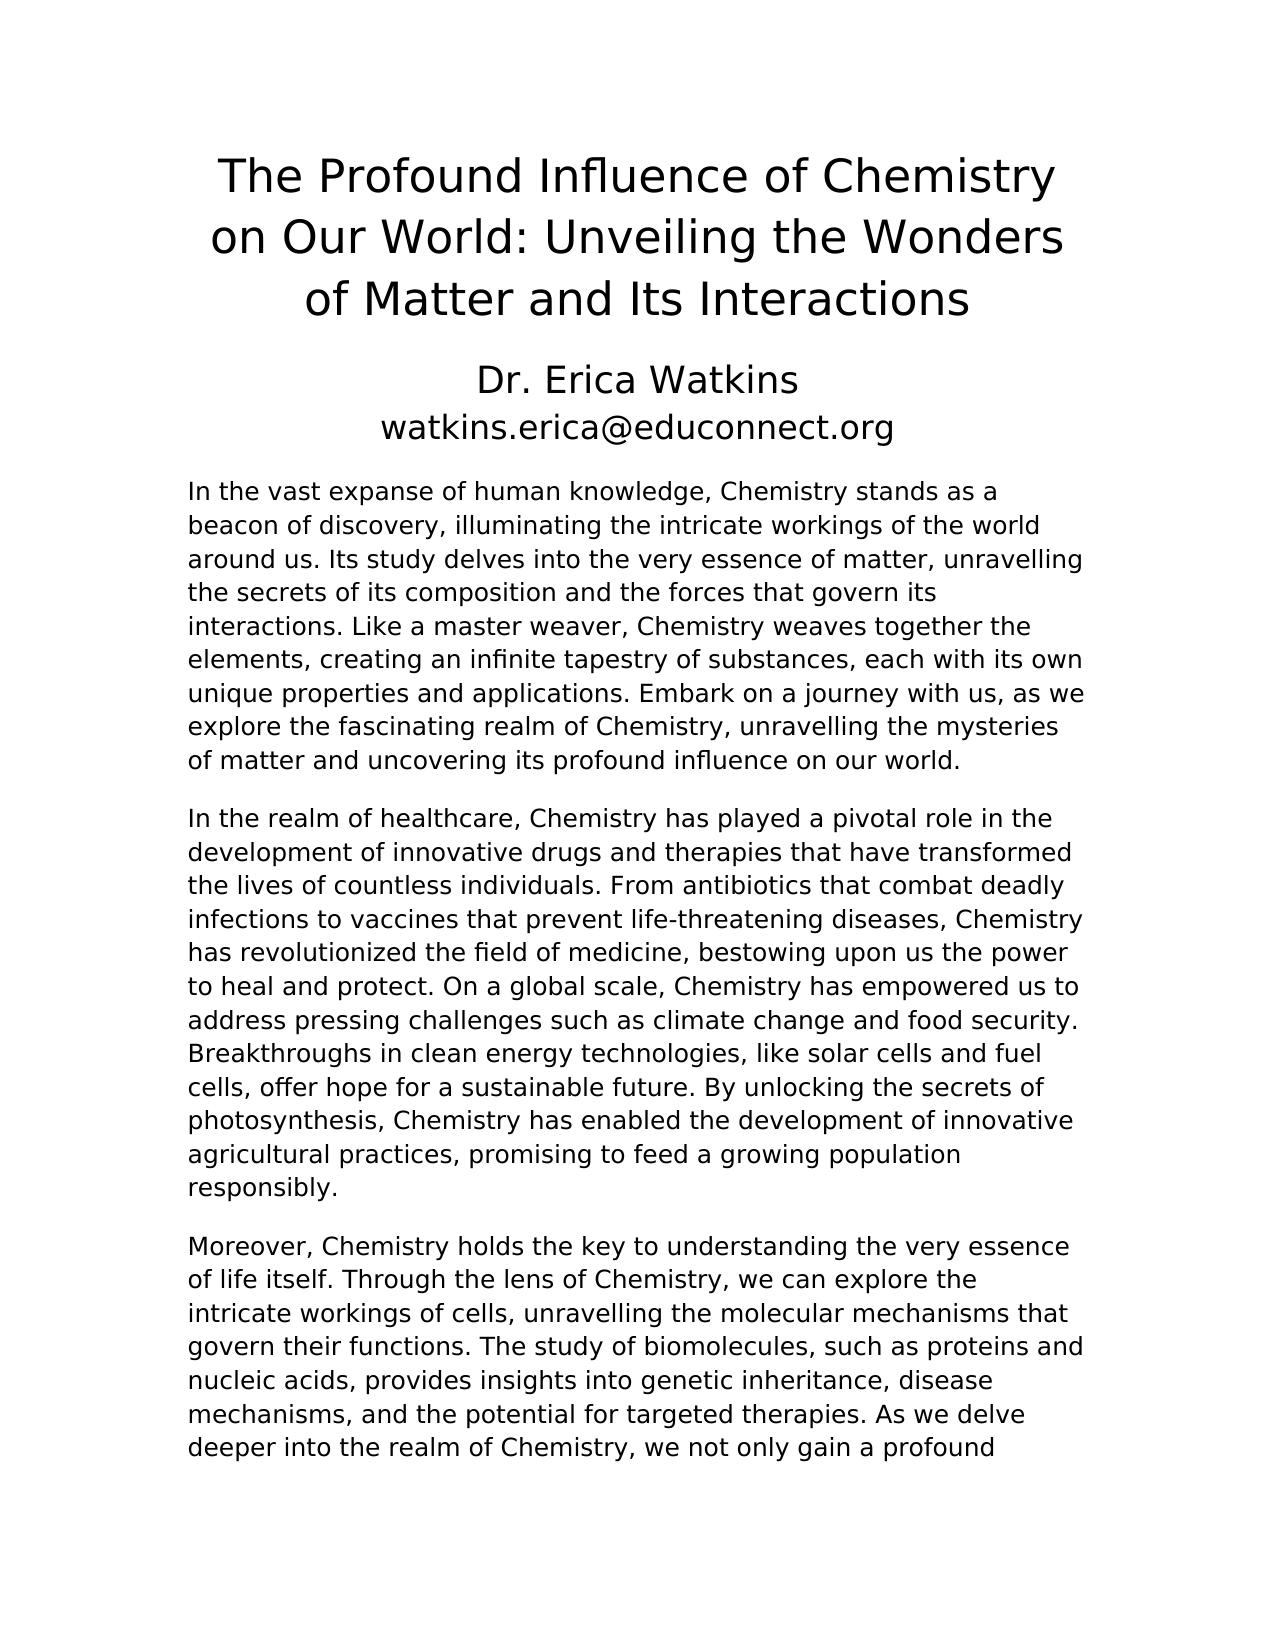 The Profound Influence of Chemistry
on Our World: Unveiling the Wonders
of Matter and Its Interactions
Dr. Erica Watkins
watkins.erica@educonnect.org
In the vast expanse of human knowledge, Chemistry stands as a
beacon of discovery, illuminating the intricate workings of the world
around us. Its study delves into the very essence of matter, unravelling
the secrets of its composition and the forces that govern its
interactions. Like a master weaver, Chemistry weaves together the
elements, creating an infinite tapestry of substances, each with its own
unique properties and applications. Embark on a journey with us, as we
explore the fascinating realm of Chemistry, unravelling the mysteries
of matter and uncovering its profound influence on our world.
In the realm of healthcare, Chemistry has played a pivotal role in the
development of innovative drugs and therapies that have transformed
the lives of countless individuals. From antibiotics that combat deadly
infections to vaccines that prevent life-threatening diseases, Chemistry
has revolutionized the field of medicine, bestowing upon us the power
to heal and protect. On a global scale, Chemistry has empowered us to
address pressing challenges such as climate change and food security.
Breakthroughs in clean energy technologies, like solar cells and fuel
cells, offer hope for a sustainable future. By unlocking the secrets of
photosynthesis, Chemistry has enabled the development of innovative
agricultural practices, promising to feed a growing population
responsibly.
Moreover, Chemistry holds the key to understanding the very essence
of life itself. Through the lens of Chemistry, we can explore the
intricate workings of cells, unravelling the molecular mechanisms that
govern their functions. The study of biomolecules, such as proteins and
nucleic acids, provides insights into genetic inheritance, disease
mechanisms, and the potential for targeted therapies. As we delve
deeper into the realm of Chemistry, we not only gain a profound